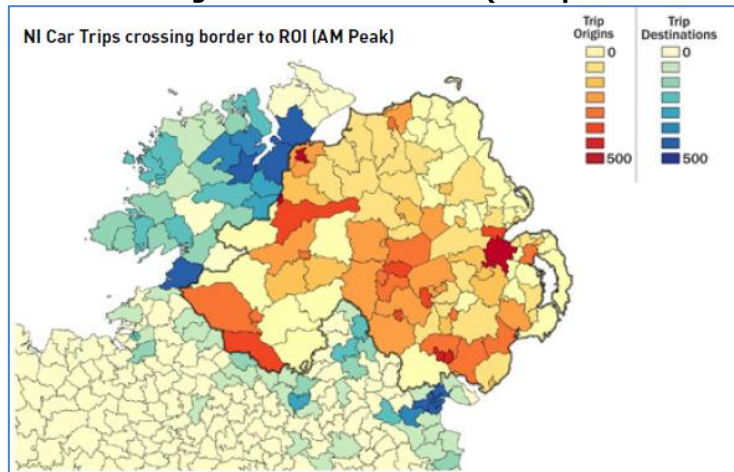 NI Car Trips crossing border to ROI (AM Peak)
Trip
Origins
0
500
Trip
Destinations
0
500